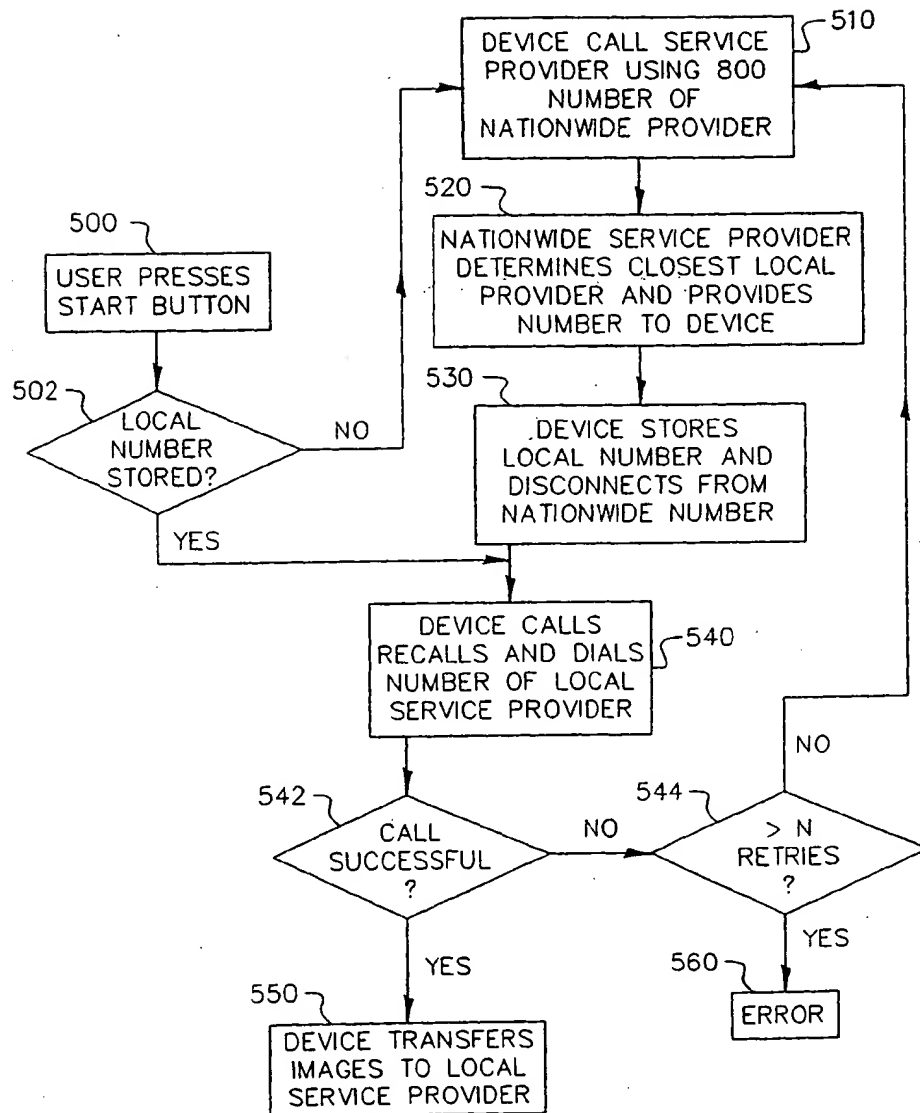 510
DEVICE CALL SERVICE
PROVIDER USING 800
NUMBER OF
NATIONWIDE PROVIDER
520
NATIONWIDE SERVICE PROVIDER
DETERMINES CLOSEST LOCAL
PROVIDER AND PROVIDES
NUMBER TO DEVICE
500
USER PRESSES
START BUTTON
502
LOCAL
NUMBER
STORED?
NO
YES
530
DEVICE STORES
LOCAL NUMBER AND
DISCONNECTS FROM
NATIONWIDE NUMBER
DEVICE CALLS
RECALLS AND DIALS
NUMBER OF LOCAL
SERVICE PROVIDER
540
542
CALL
SUCCESSFUL
?
NO
YES
544
> N
RETRIES
?
NO
YES
550
DEVICE TRANSFERS
IMAGES TO LOCAL
SERVICE PROVIDER
560
ERROR